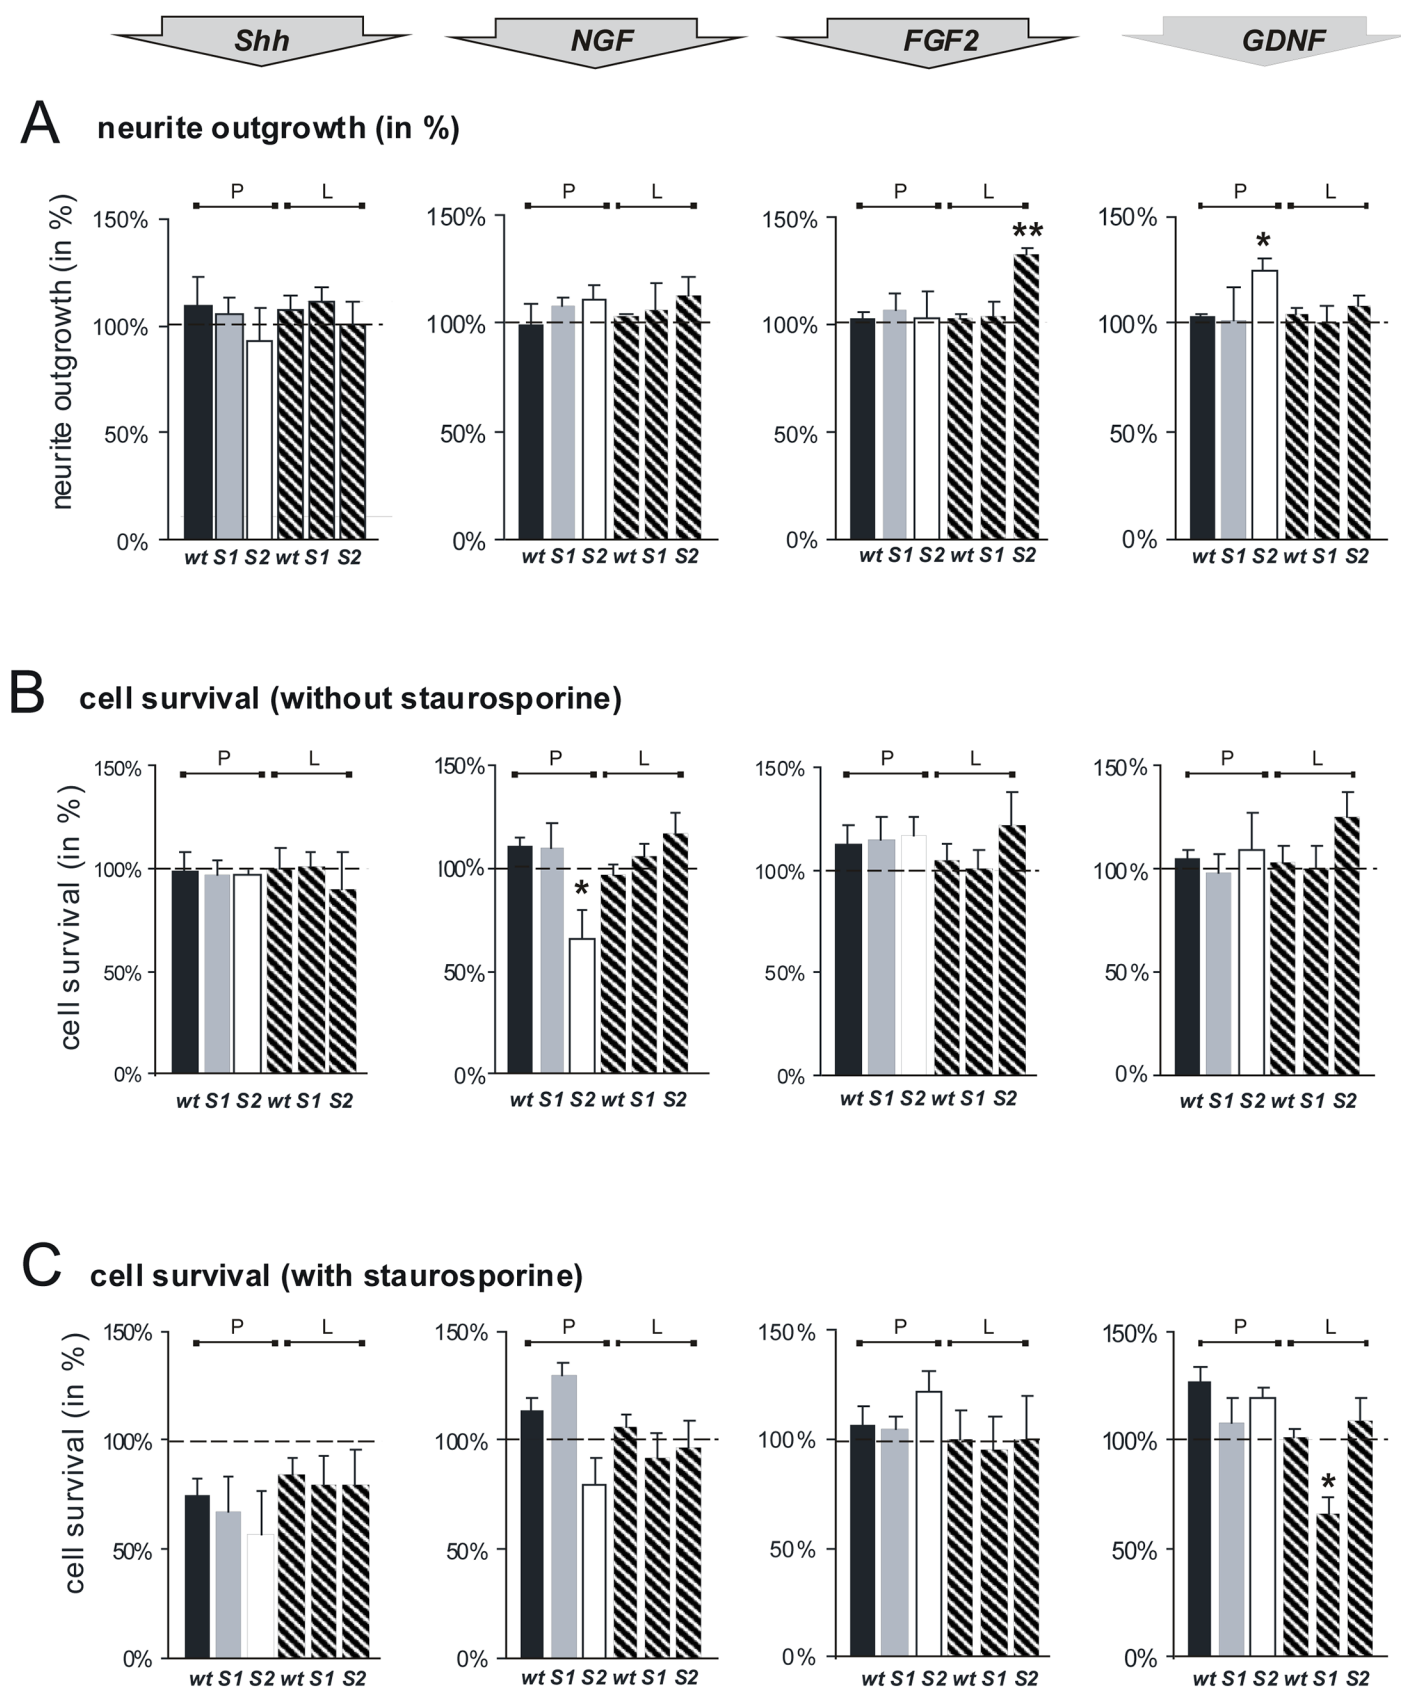 Shh NGF FGF2 GDNF
A neurite outgrowth (in %)
neurite outgrowth (in %)
P L P L P L P L
150% 150% 150% 150%
** *
100% 100% 100% 100%
50% 50% 50% 50%
0% 0% 0% 0%
wt S1 S2 wt S1 S2 wt S1 S2 wt S1 S2 wt S1 S2 wt S1 S2 wt S1 S2 wt S1 S2
B cell survival (without staurosporine)
cell survival (in %)
P L P L P L P L
150% 150% 150% 150%
100% 100% 100% 100%
*
50% 50% 50% 50%
0% 0% 0% 0%
wt S1 S2 wt S1 S2 wt S1 S2 wt S1 S2 wt S1 S2 wt S1 S2 wt S1 S2 wt S1 S2
C cell survival (with staurosporine)
cell survival (in %)
P L P L P L P L
150% 150% 150% 150%
100% 100% 100% 100%
*
50% 50% 50% 50%
0% 0% 0% 0%
wt S1 S2 wt S1 S2 wt S1 S2 wt S1 S2 wt S1 S2 wt S1 S2 wt S1 S2 wt S1 S2